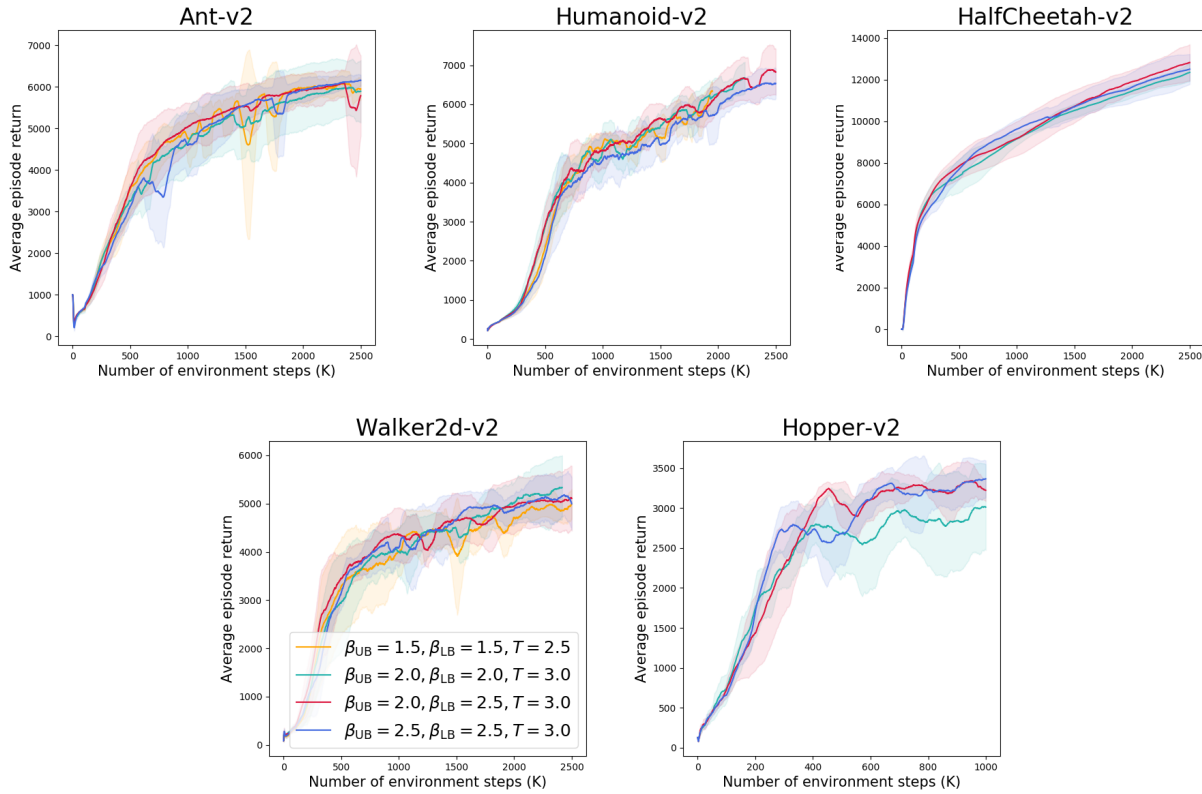 Ant-v2
Average episode return
7000
6000
5000
4000
3000
2000
1000
0
0 500 1000 1500 2000 2500
Number of environment steps (K)
Humanoid-v2
Average episode return
7000
6000
5000
4000
3000
2000
1000
0
0 500 1000 1500 2000 2500
Number of environment steps (K)
HalfCheetah-v2
Average episode return
14000
12000
10000
8000
6000
4000
2000
0
0 500 1000 1500 2000 2500
Number of environment steps (K)
Walker2d-v2
Average episode return
6000
5000
4000
3000
2000
1000
0
β_UB = 1.5, β_LB = 1.5, T = 2.5
β_UB = 2.0, β_LB = 2.0, T = 3.0
β_UB = 2.0, β_LB = 2.5, T = 3.0
β_UB = 2.5, β_LB = 2.5, T = 3.0
0 500 1000 1500 2000 2500
Number of environment steps (K)
Hopper-v2
Average episode return
3500
3000
2500
2000
1500
1000
500
0
0 200 400 600 800 1000
Number of environment steps (K)